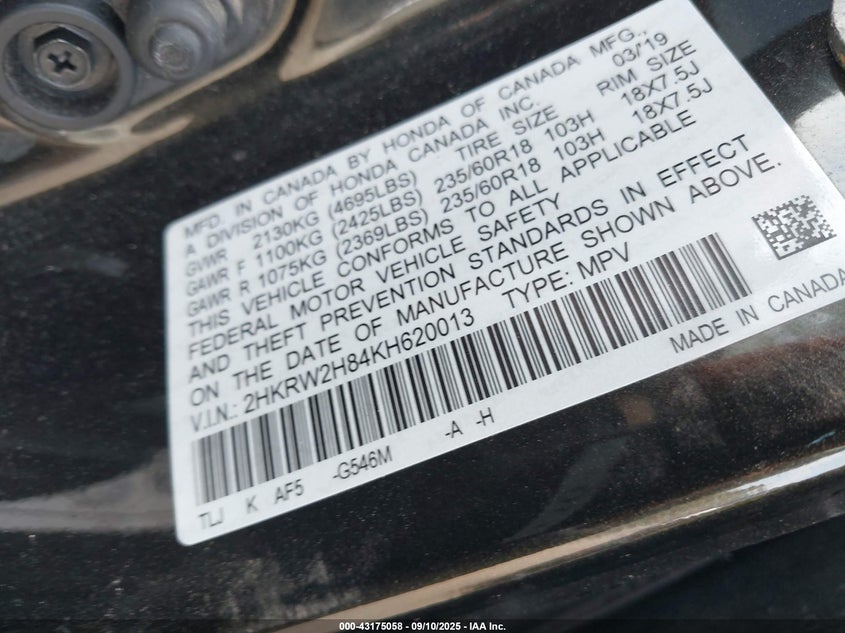 MFD. IN CANADA BY HONDA OF CANADA MFG.,
A DIVISION OF HONDA CANADA INC. 03/'19
GVWR 2130KG (4695LBS) TIRE SIZE RIM SIZE
GAWR F 1100KG (2425LBS) 235/60R18 103H 18X7.5J
GAWR R 1075KG (2369LBS) 235/60R18 103H 18X7.5J
THIS VEHICLE CONFORMS TO ALL APPLICABLE
FEDERAL MOTOR VEHICLE SAFETY
AND THEFT PREVENTION STANDARDS IN EFFECT
ON THE DATE OF MANUFACTURE SHOWN ABOVE.
V.I.N.: 2HKRW2H84KH620013 TYPE: MPV
MADE IN CANADA
TLJ K AF5 -G546M -A -H
000-43175058 - 09/10/2025 - IAA Inc.